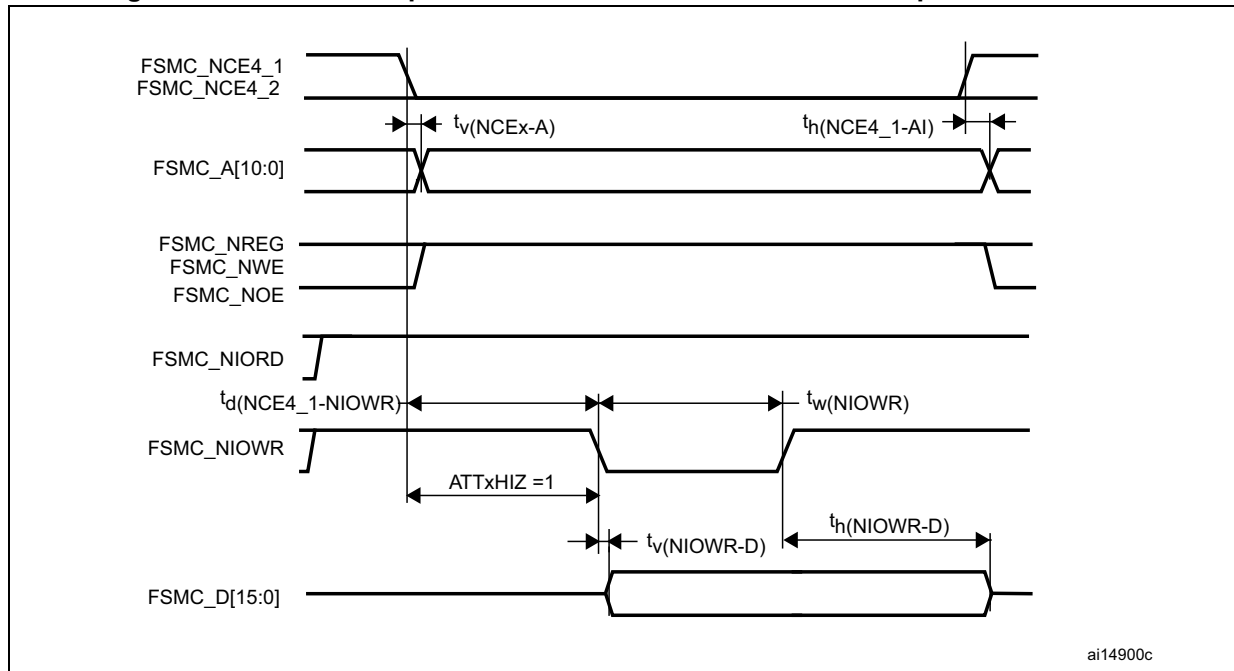 FSMC_NCE4_1
FSMC_NCE4_2
tv(NCEx-A)
th(NCE4_1-AI)
FSMC_A[10:0]
FSMC_NREG
FSMC_NWE
FSMC_NOE
FSMC_NIORD
td(NCE4_1-NIOWR)
tw(NIOWR)
FSMC_NIOWR
ATTxHIZ =1
tv(NIOWR-D)
th(NIOWR-D)
FSMC_D[15:0]
ai14900c